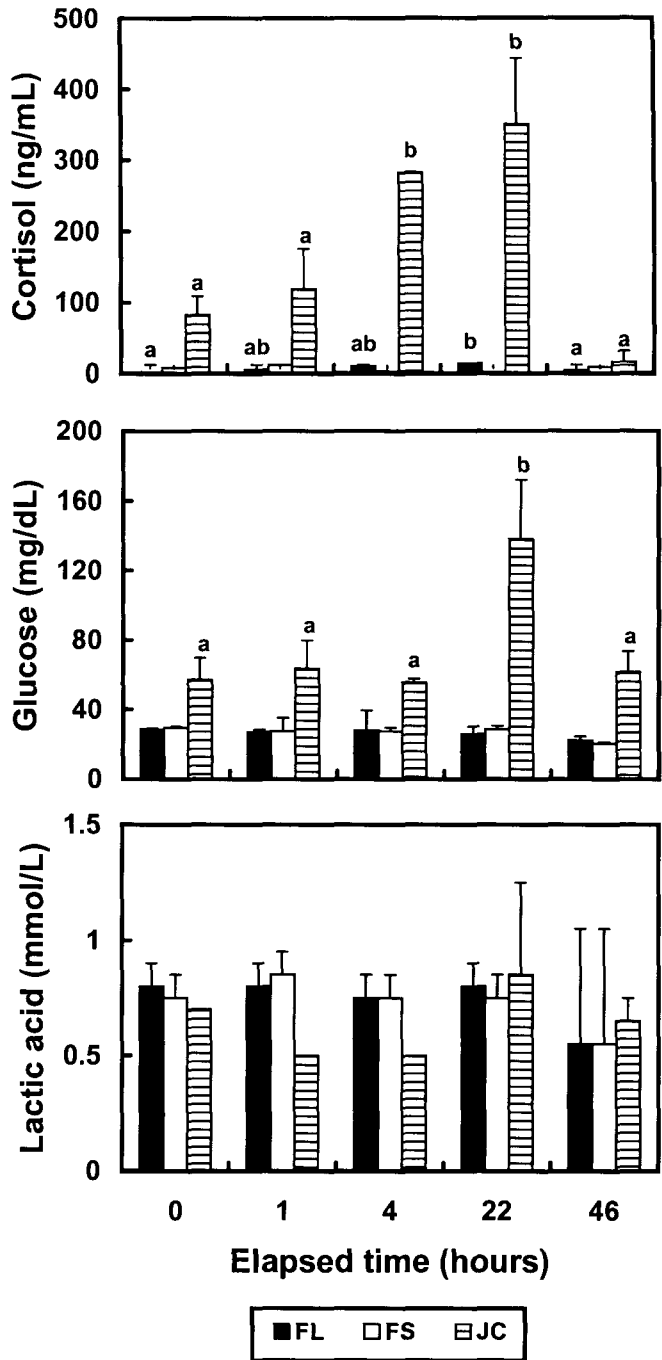 Cortisol (ng/mL)
500
400
300
200
100
0
a
a
ab
a
ab
b
b
b
a
a
Glucose (mg/dL)
200
160
120
80
40
0
a
a
a
b
a
Lactic acid (mmol/L)
1.5
1
0.5
0
0 1 4 22 46
Elapsed time (hours)
FL FS JC